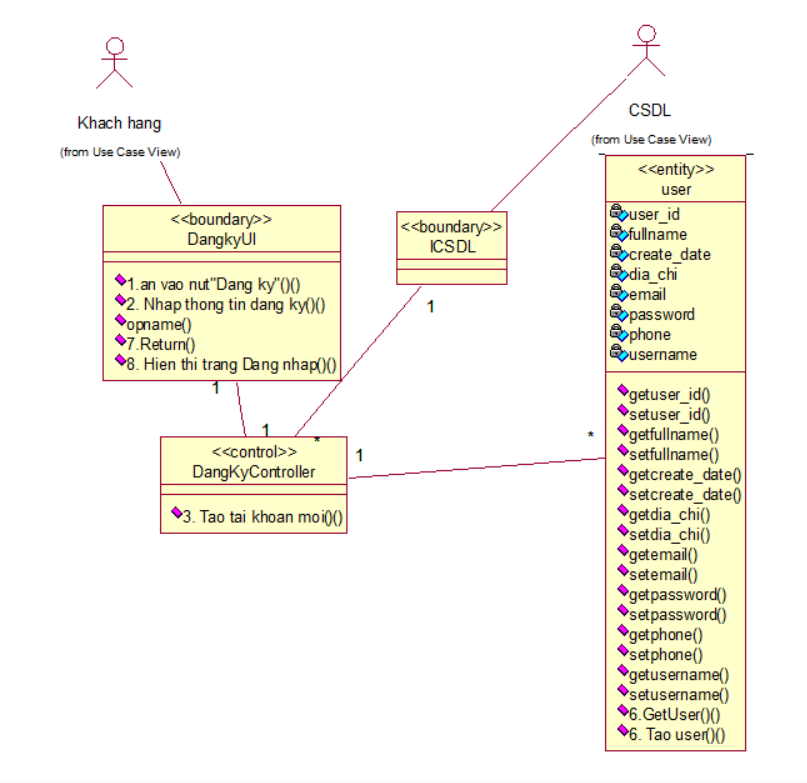 Khach hang
(from Use Case View)
CSDL
(from Use Case View)
<<boundary>>
DangkyUI
1.an vao nut"Dang ky"()()
2. Nhap thong tin dang ky()()
opname()
7.Return()
8. Hien thi trang Dang nhap()()
<<boundary>>
ICSDL
1
1
1
*
<<control>>
DangKyController
3. Tao tai khoan moi()()
1
*
<<entity>>
user
user_id
fullname
create_date
dia_chi
email
password
phone
username
getuser_id()
setuser_id()
getfullname()
setfullname()
getcreate_date()
setcreate_date()
getdia_chi()
setdia_chi()
getemail()
setemail()
getpassword()
setpassword()
getphone()
setphone()
getusername()
setusername()
6.GetUser()()
6. Tao user()()